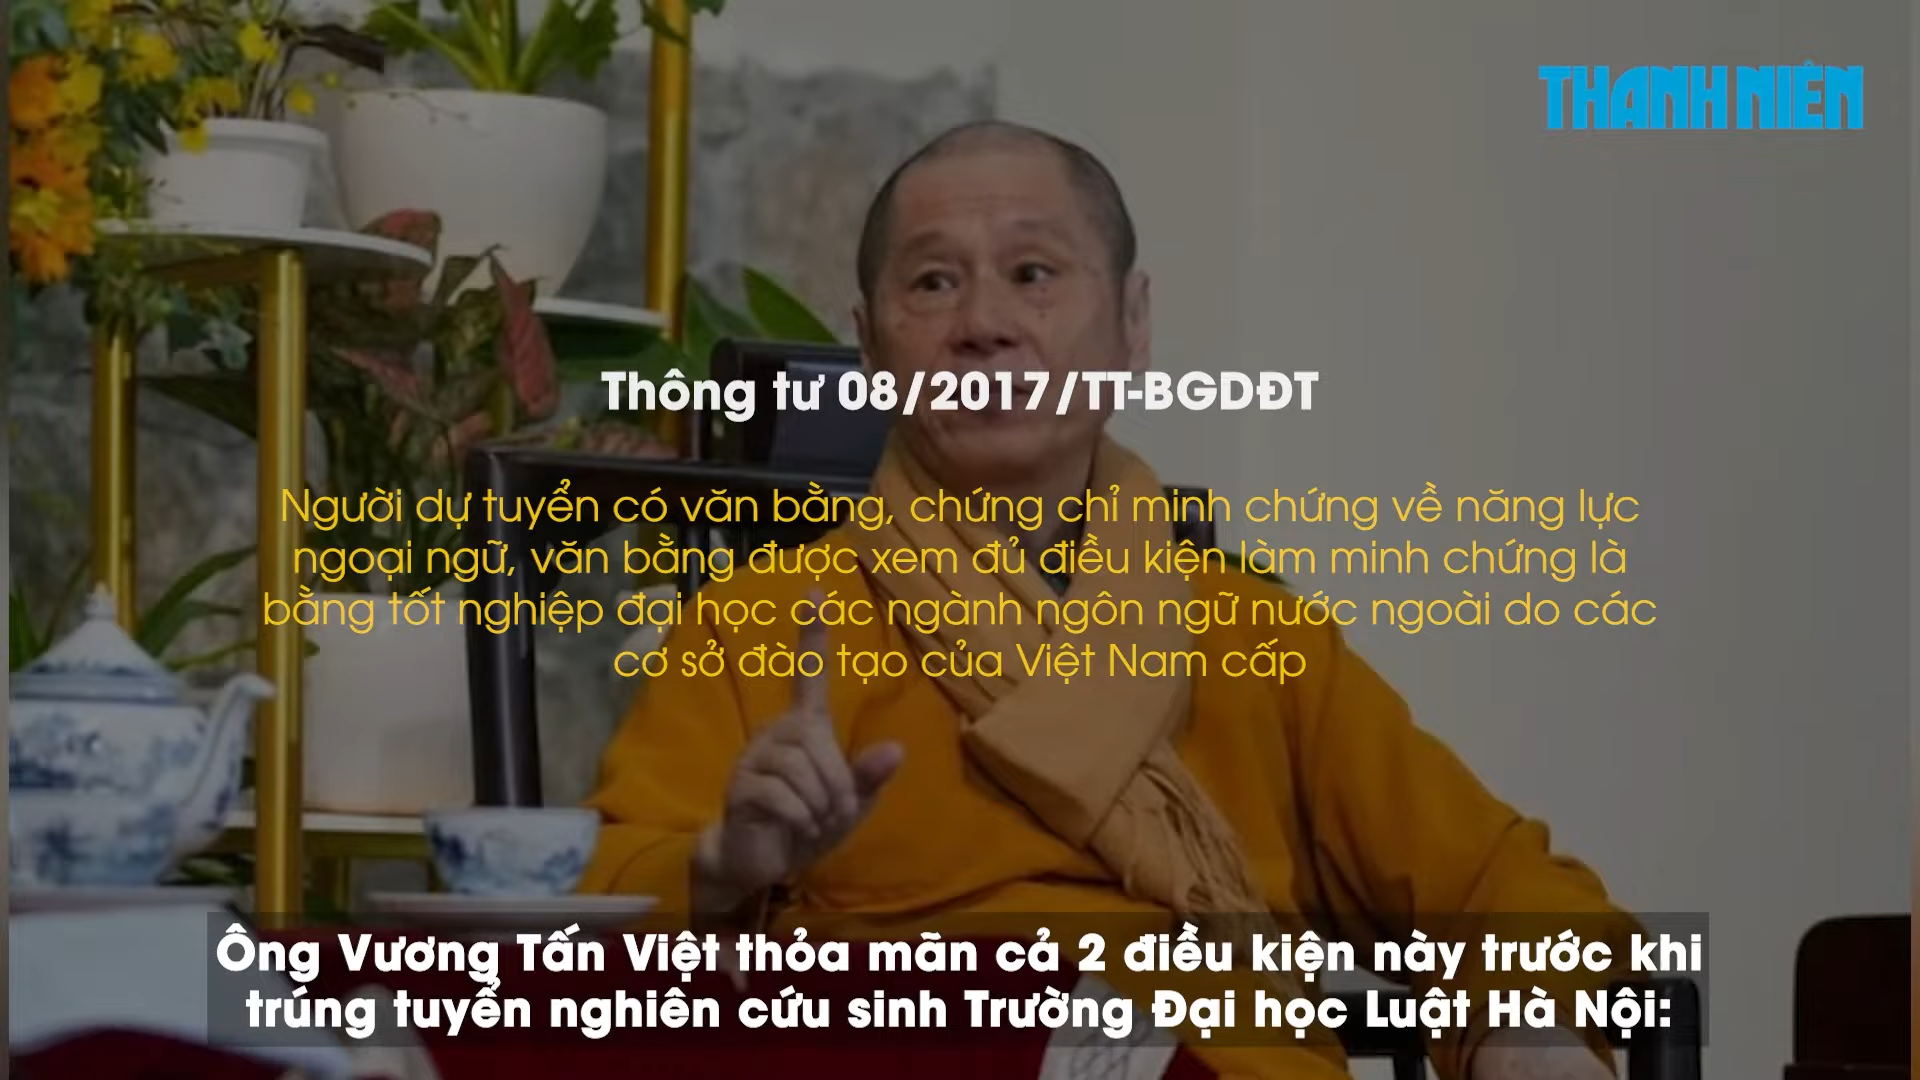 THANH NIÊN
Thông tư 08/2017/TT-BGDĐT
Người dự tuyển có văn bằng, chứng chỉ minh chứng về năng lực
ngoại ngữ, văn bằng được xem đủ điều kiện làm minh chứng là
bằng tốt nghiệp đại học các ngành ngôn ngữ nước ngoài do các
cơ sở đào tạo của Việt Nam cấp
Ông Vương Tấn Việt thỏa mãn cả 2 điều kiện này trước khi
trúng tuyển nghiên cứu sinh Trường Đại học Luật Hà Nội: